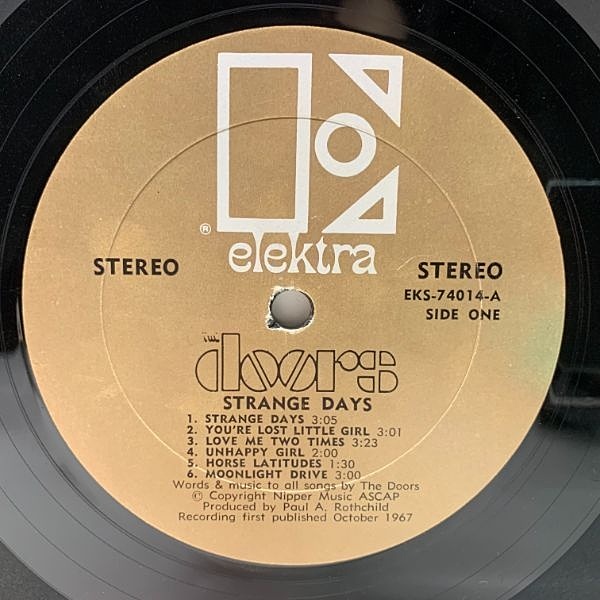 ®
elektra
STEREO
STEREO
EKS-74014-A
SIDE ONE
THE
doors
STRANGE DAYS
1. STRANGE DAYS 3:05
2. YOU'RE LOST LITTLE GIRL 3:01
3. LOVE ME TWO TIMES 3:23
4. UNHAPPY GIRL 2:00
5. HORSE LATITUDES 1:30
6. MOONLIGHT DRIVE 3:00
Words & music to all songs by The Doors
© Copyright Nipper Music ASCAP
Produced by Paul A. Rothchild
Recording first published October 1967